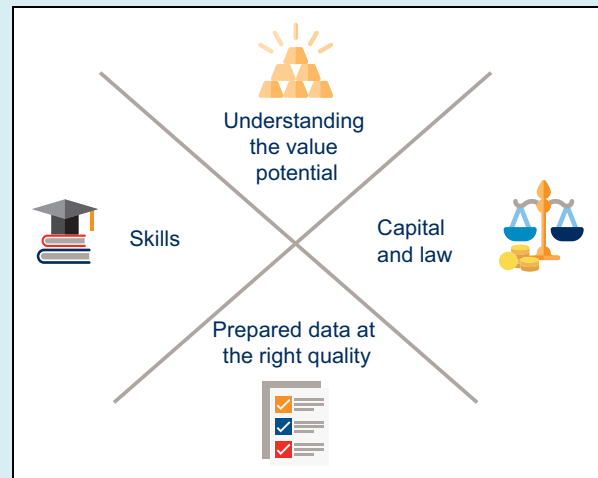 Understanding
the value
potential
Skills
Capital
and law
Prepared data at
the right quality